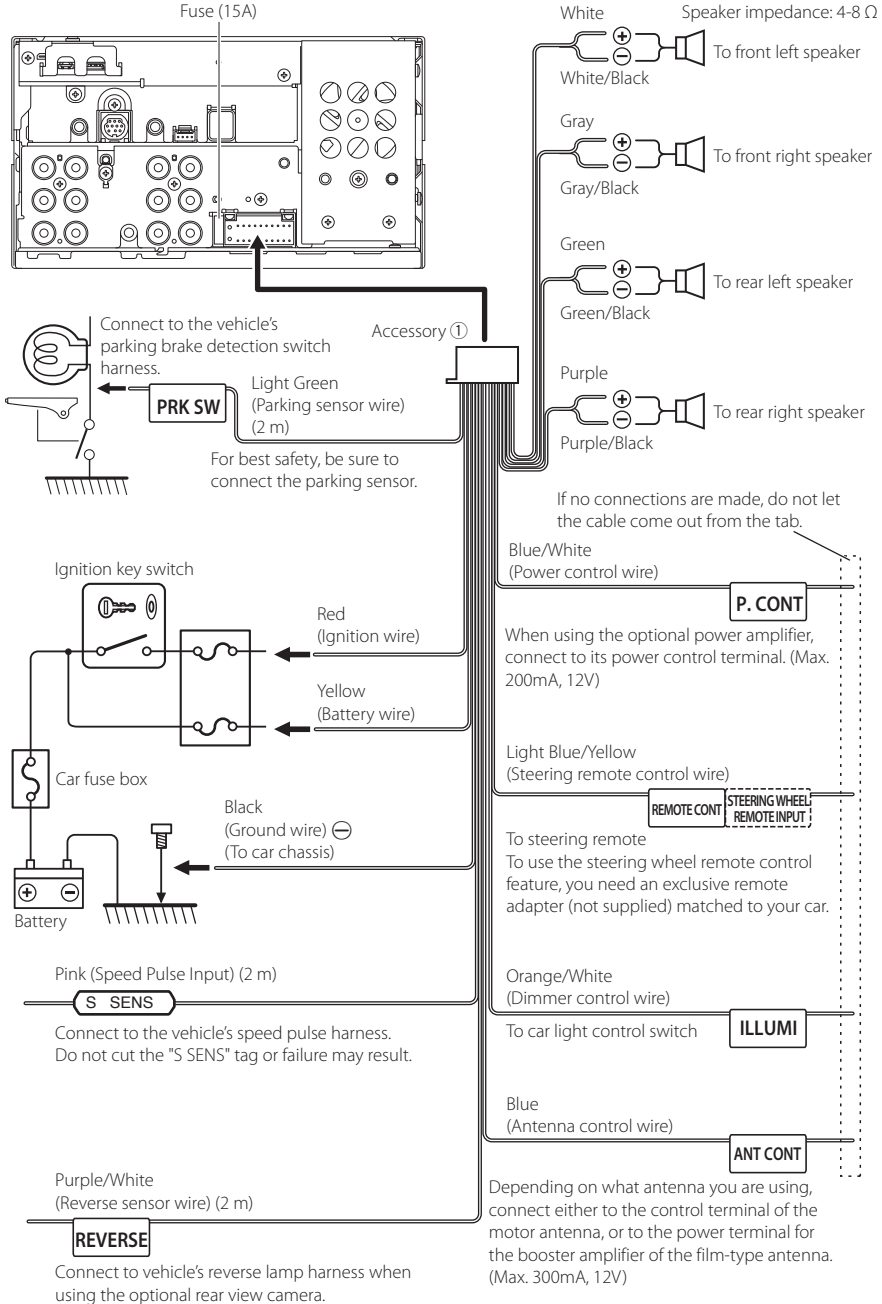 Fuse (15A)
White
Speaker impedance: 4-8 Ω
⊕
⊖
To front left speaker
White/Black
Gray
⊕
⊖
To front right speaker
Gray/Black
Green
⊕
⊖
To rear left speaker
Green/Black
Purple
⊕
⊖
To rear right speaker
Purple/Black
Accessory ①
Connect to the vehicle's
parking brake detection switch
harness.
PRK SW
Light Green
(Parking sensor wire)
(2 m)
For best safety, be sure to
connect the parking sensor.
If no connections are made, do not let
the cable come out from the tab.
Ignition key switch
Red
(Ignition wire)
Yellow
(Battery wire)
Car fuse box
Black
(Ground wire) ⊖
(To car chassis)
⊕ ⊖
Battery
Blue/White
(Power control wire)
P. CONT
When using the optional power amplifier,
connect to its power control terminal. (Max.
200mA, 12V)
Light Blue/Yellow
(Steering remote control wire)
REMOTE CONT
STEERING WHEEL
REMOTE INPUT
To steering remote
To use the steering wheel remote control
feature, you need an exclusive remote
adapter (not supplied) matched to your car.
Pink (Speed Pulse Input) (2 m)
S SENS
Connect to the vehicle's speed pulse harness.
Do not cut the "S SENS" tag or failure may result.
Orange/White
(Dimmer control wire)
To car light control switch
ILLUMI
Blue
(Antenna control wire)
ANT CONT
Depending on what antenna you are using,
connect either to the control terminal of the
motor antenna, or to the power terminal for
the booster amplifier of the film-type antenna.
(Max. 300mA, 12V)
Purple/White
(Reverse sensor wire) (2 m)
REVERSE
Connect to vehicle's reverse lamp harness when
using the optional rear view camera.